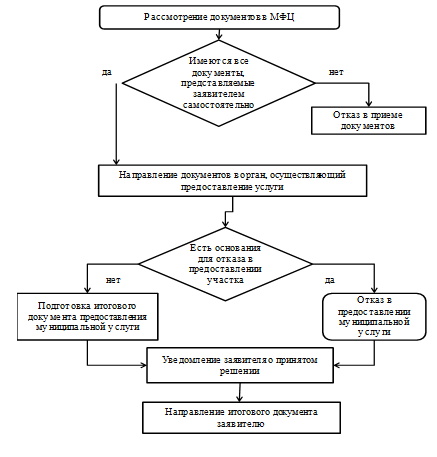 Рассмотрение документов в МФЦ
Имеются все
документы,
представляемые
заявителем
самостоятельно
да
нет
Отказ в приеме
документов
Направление документов в орган, осуществляющий
предоставление услуги
Есть основания
для отказа в
предоставлении
участка
нет
да
Подготовка итогового
документа предоставления
муниципальной услуги
Отказ в
предоставлении
муниципальной
услуги
Уведомление заявителя о принятом
решении
Направление итогового документа
заявителю